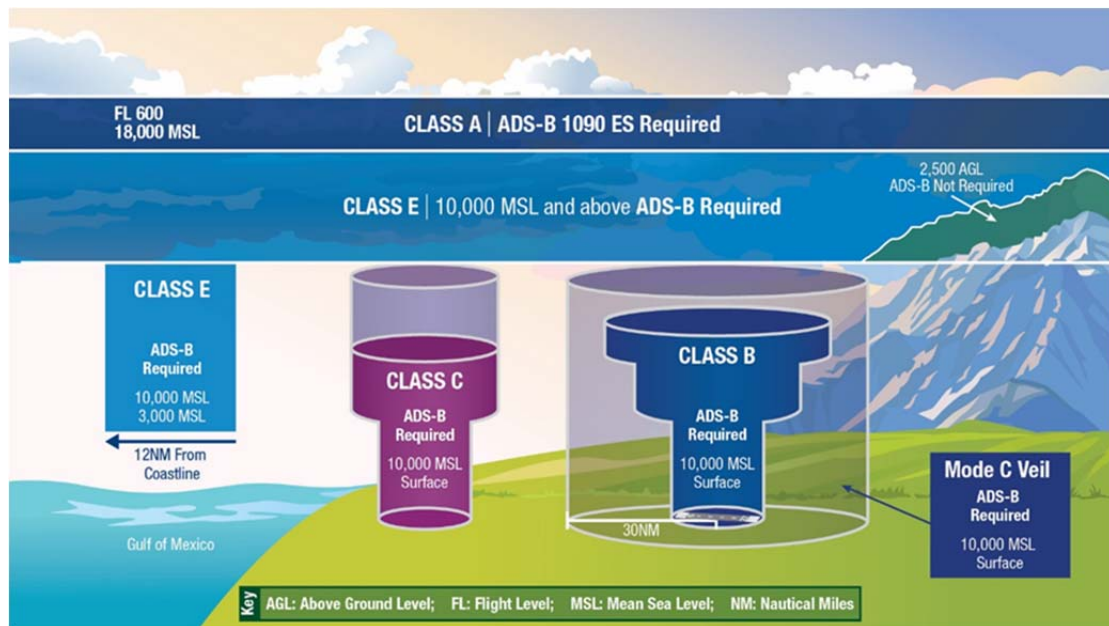 FL 600
18,000 MSL
CLASS A | ADS-B 1090 ES Required
2,500 AGL
ADS-B Not Required
CLASS E | 10,000 MSL and above ADS-B Required
CLASS E
ADS-B
Required
10,000 MSL
3,000 MSL
12NM From
Coastline
Gulf of Mexico
CLASS C
ADS-B
Required
10,000 MSL
Surface
CLASS B
ADS-B
Required
10,000 MSL
Surface
30NM
Mode C Veil
ADS-B
Required
10,000 MSL
Surface
Key
AGL: Above Ground Level; FL: Flight Level; MSL: Mean Sea Level; NM: Nautical Miles